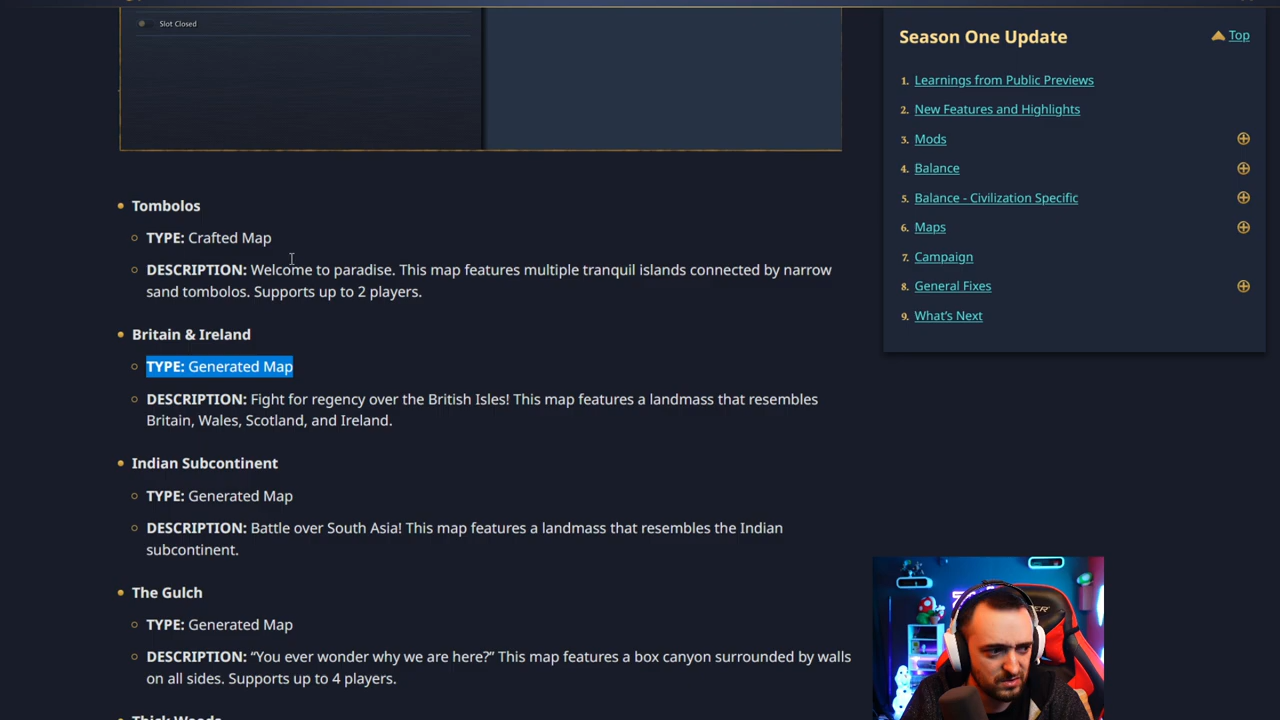 Slot Closed
Tombolos
TYPE: Crafted Map
DESCRIPTION: Welcome to paradise. This map features multiple tranquil islands connected by narrow
sand tombolos. Supports up to 2 players.
Britain & Ireland
TYPE: Generated Map
DESCRIPTION: Fight for regency over the British Isles! This map features a landmass that resembles
Britain, Wales, Scotland, and Ireland.
Indian Subcontinent
TYPE: Generated Map
DESCRIPTION: Battle over South Asia! This map features a landmass that resembles the Indian
subcontinent.
The Gulch
TYPE: Generated Map
DESCRIPTION: “You ever wonder why we are here?” This map features a box canyon surrounded by walls
on all sides. Supports up to 4 players.
Thick Woods
Season One Update
Top
1. Learnings from Public Previews
2. New Features and Highlights
3. Mods
4. Balance
5. Balance - Civilization Specific
6. Maps
7. Campaign
8. General Fixes
9. What's Next